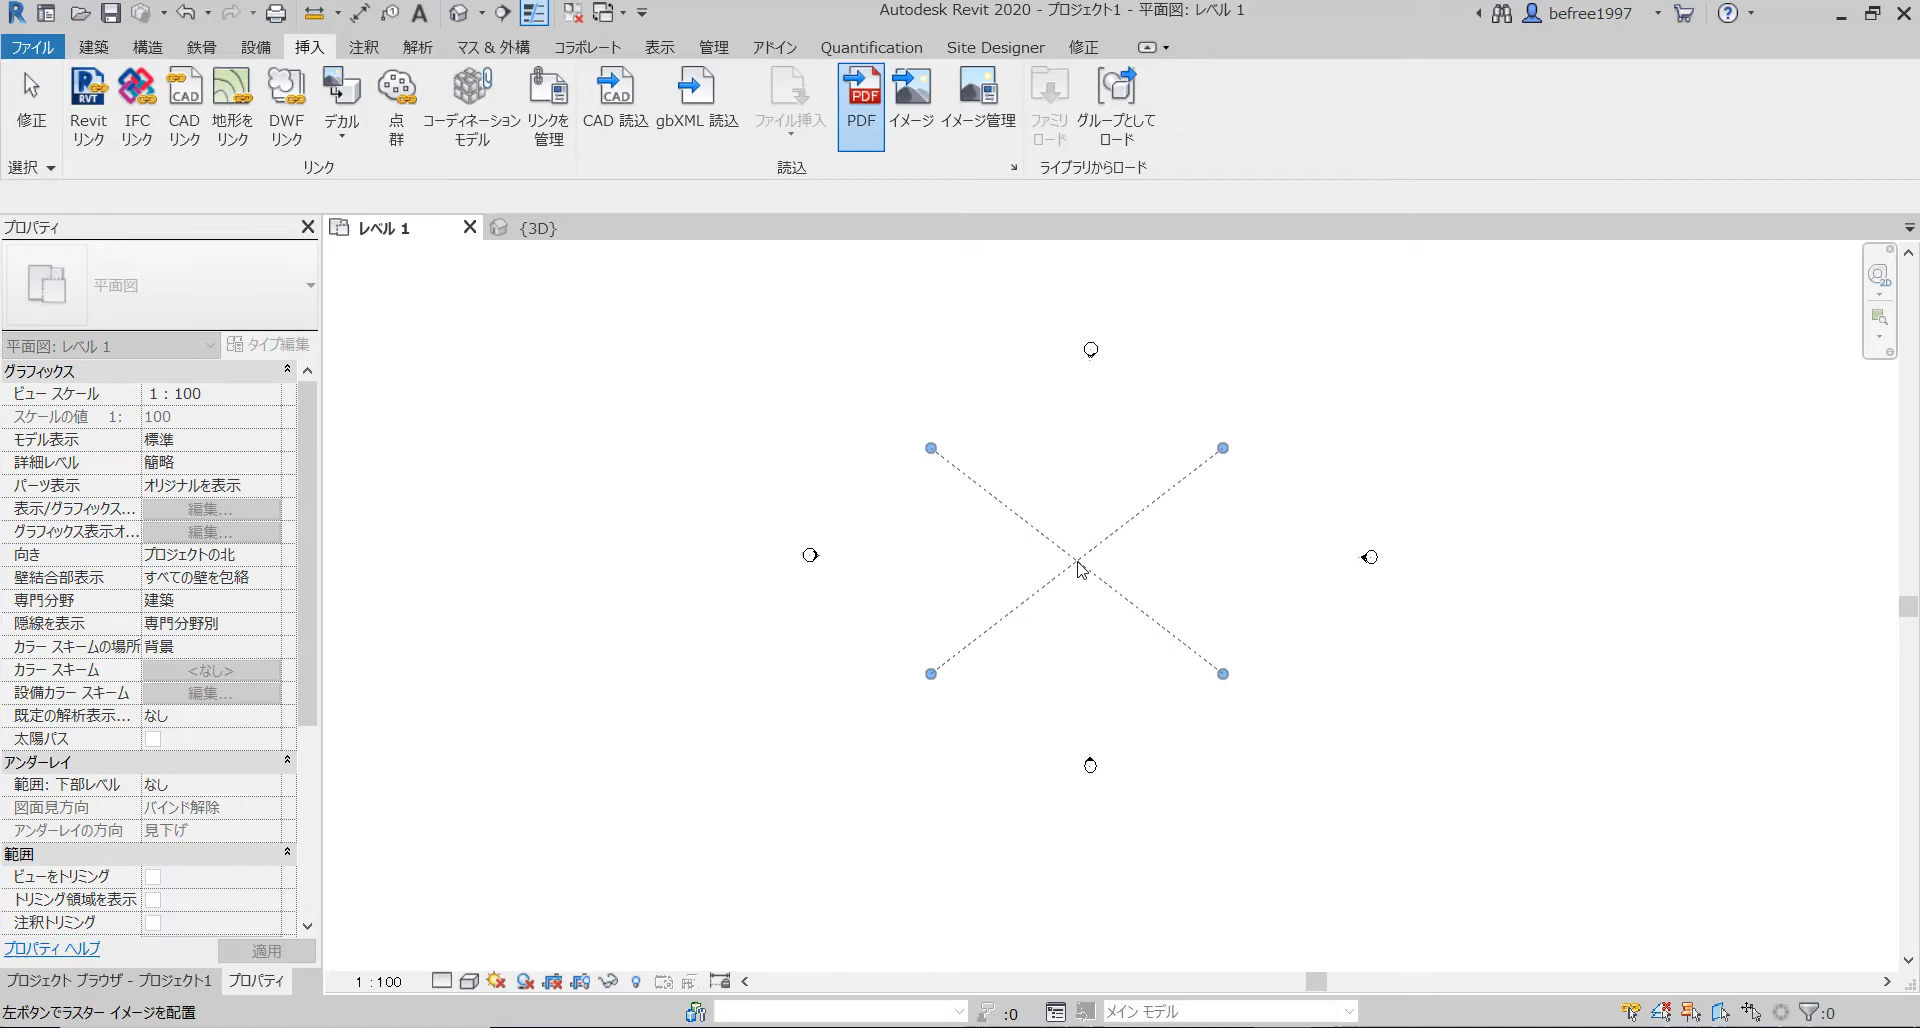 Autodesk Revit 2020 - プロジェクト1 - 平面図: レベル 1
befree1997
ファイル 建築 構造 鉄骨 設備 挿入 注釈 解析 マス & 外構 コラボレート 表示 管理 アドイン Quantification Site Designer 修正
修正
Revit リンク
IFC リンク
CAD リンク
地形を リンク
DWF リンク
デカル
点 群
コーディネーション モデル
リンクを 管理
CAD 読込
gbXML 読込
ファイル挿入
PDF
イメージ
イメージ管理
ファミリ ロード
グループとして ロード
選択 リンク 読込 ライブラリからロード
プロパティ
レベル 1
{3D}
平面図
平面図: レベル 1
タイプ編集
グラフィックス
ビュー スケール 1 : 100
スケールの値 1: 100
モデル表示 標準
詳細レベル 簡略
パーツ表示 オリジナルを表示
表示/グラフィックス... 編集...
グラフィックス表示オ... 編集...
向き プロジェクトの北
壁結合部表示 すべての壁を包絡
専門分野 建築
隠線を表示 専門分野別
カラー スキームの場所 背景
カラー スキーム <なし>
設備カラー スキーム 編集...
既定の解析表示... なし
太陽パス
アンダーレイ
範囲: 下部レベル なし
図面見方向 バインド解除
アンダーレイの方向 見下げ
範囲
ビューをトリミング
トリミング領域を表示
注釈トリミング
プロパティ ヘルプ
適用
プロジェクト ブラウザ - プロジェクト1
プロパティ
1 : 100
左ボタンでラスター イメージを配置
:0
メイン モデル
:0